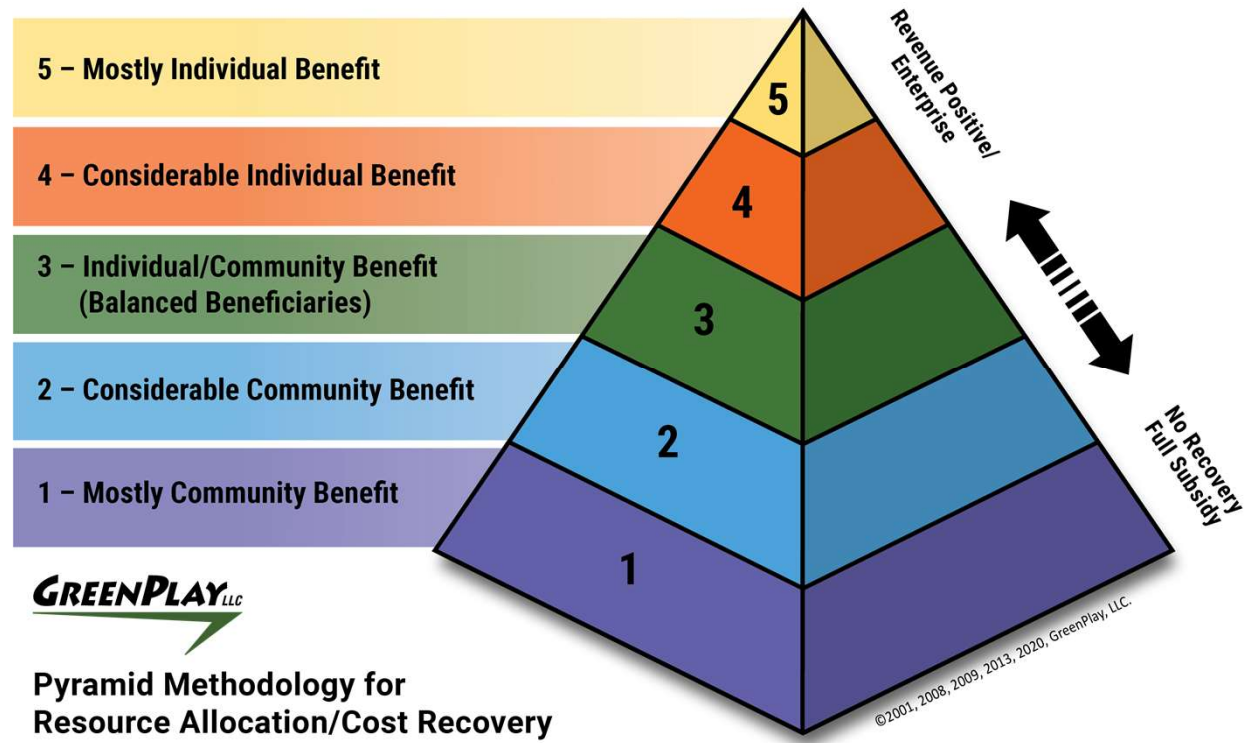 5 – Mostly Individual Benefit
4 – Considerable Individual Benefit
3 – Individual/Community Benefit
(Balanced Beneficiaries)
2 – Considerable Community Benefit
1 – Mostly Community Benefit
5
4
3
2
1
Revenue Positive/
Enterprise
No Recovery
Full Subsidy
GREENPLAY LLC
Pyramid Methodology for
Resource Allocation/Cost Recovery
©2001, 2008, 2009, 2013, 2020, GreenPlay, LLC.